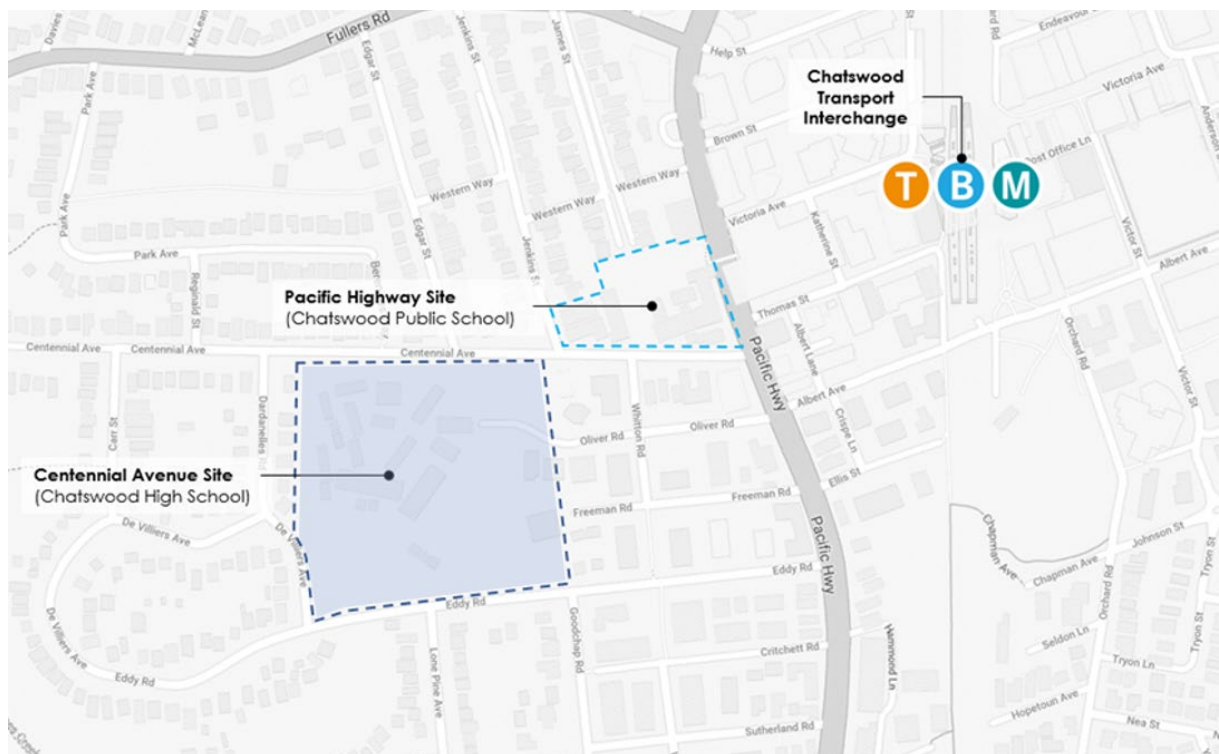 Davies
McLean
Fullers Rd
Jenkins St
James St
Edgar St
Help St
Endeavour
Victoria Ave
Anderson
Chatswood
Transport
Interchange
Brown St
Post Office Ln
T B M
Park Ave
Western Way
Western Way
Victoria Ave
Katherine St
Victor St
Albert Ave
Edgar St
Jenkins St
Park Ave
Reginald St
Pacific Highway Site
(Chatswood Public School)
Thomas St
Albert Lane
Orchard Rd
Centennial Ave
Centennial Ave
Centennial Ave
Pacific Hwy
Victor St
Albert Ave
Carr St
Dardanelles Rd
Whitton Rd
Oliver Rd
Oliver Rd
Crispe Ln
Centennial Avenue Site
(Chatswood High School)
Ellis St
Freeman Rd
Freeman Rd
De Villiers Ave
De Villiers Ave
Pacific Hwy
Chapman Ave
Johnson St
Tryon St
Chapman Ave
Eddy Rd
Eddy Rd
Orchard Rd
De Villiers Ave
Goodchap Rd
Lone Pine Ave
Hammond Ln
Seldon Ln
Tryon St
Critchett Rd
Tryon Ln
Eddy Rd
Hopetoun Ave
Nea St
Sutherland Rd